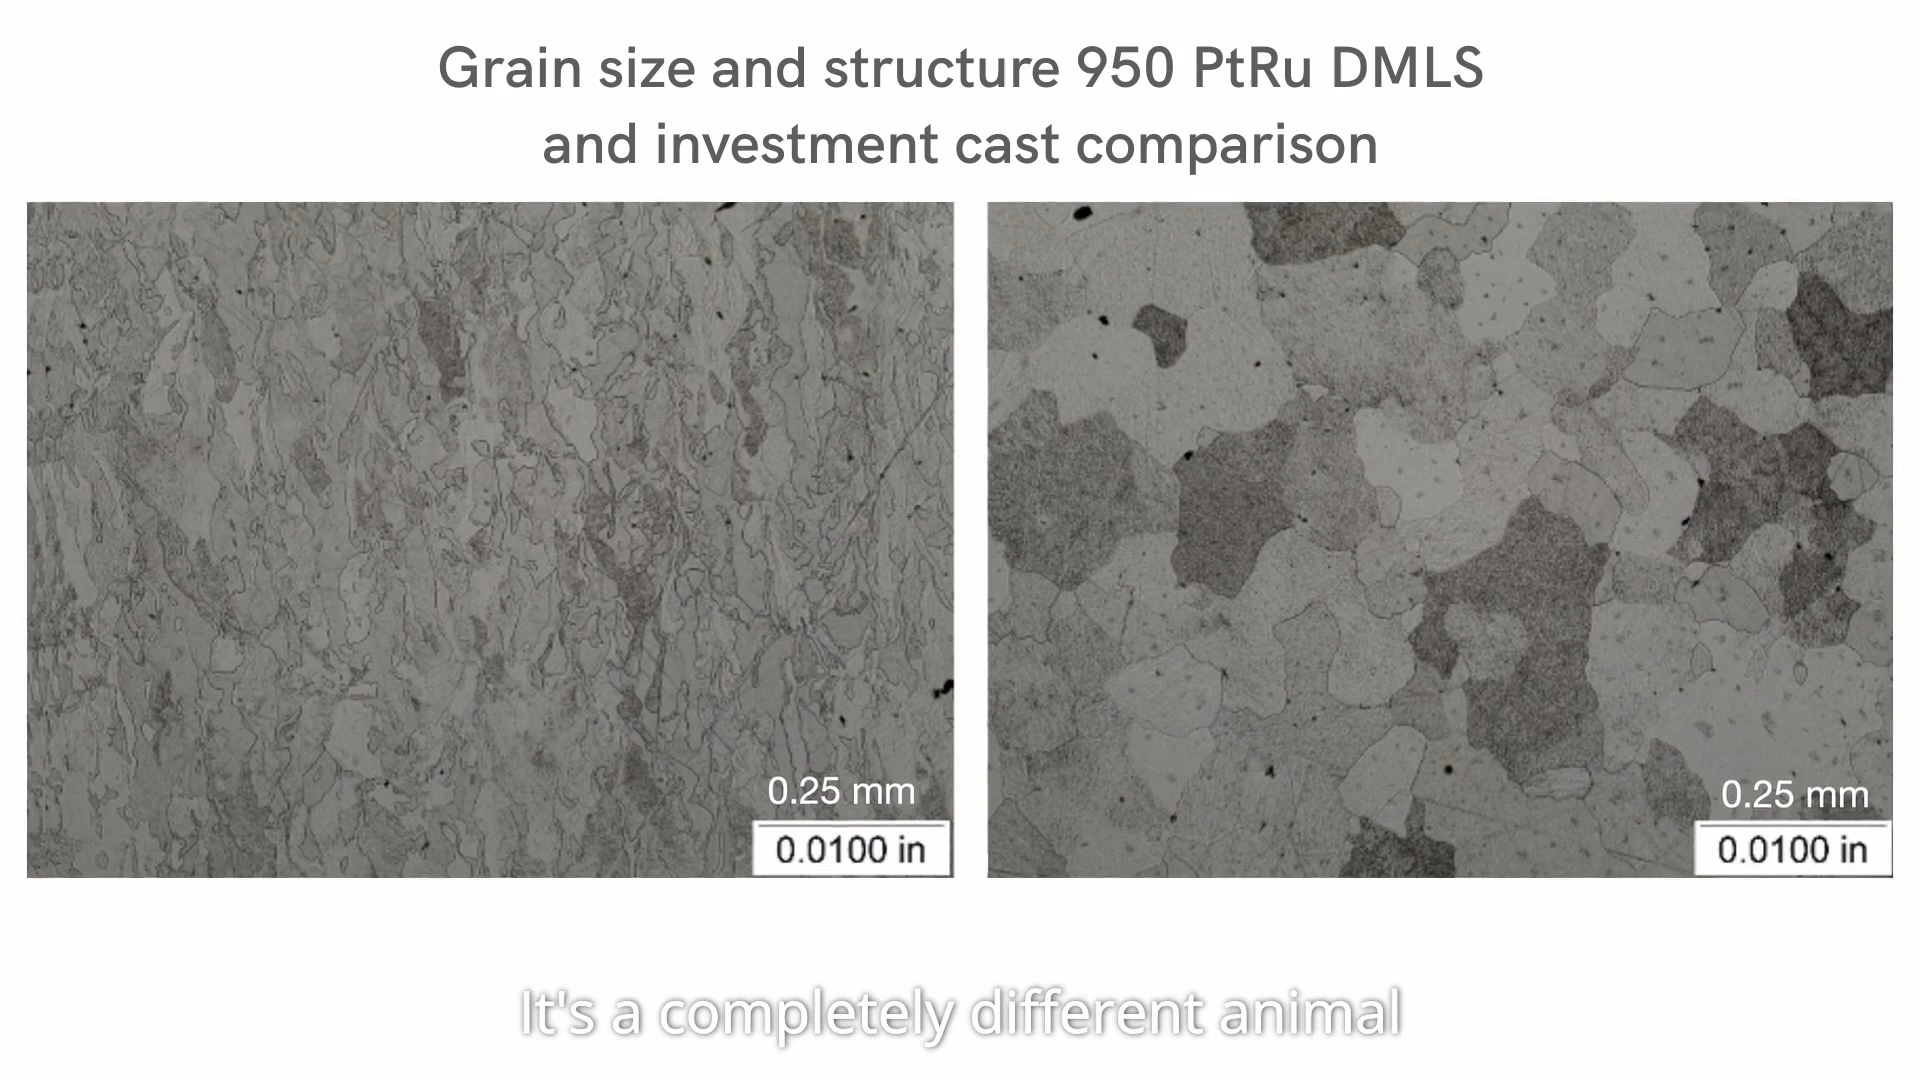 Grain size and structure 950 PtRu DMLS
and investment cast comparison
0.25 mm
0.0100 in
0.25 mm
0.0100 in
It's a completely different animal